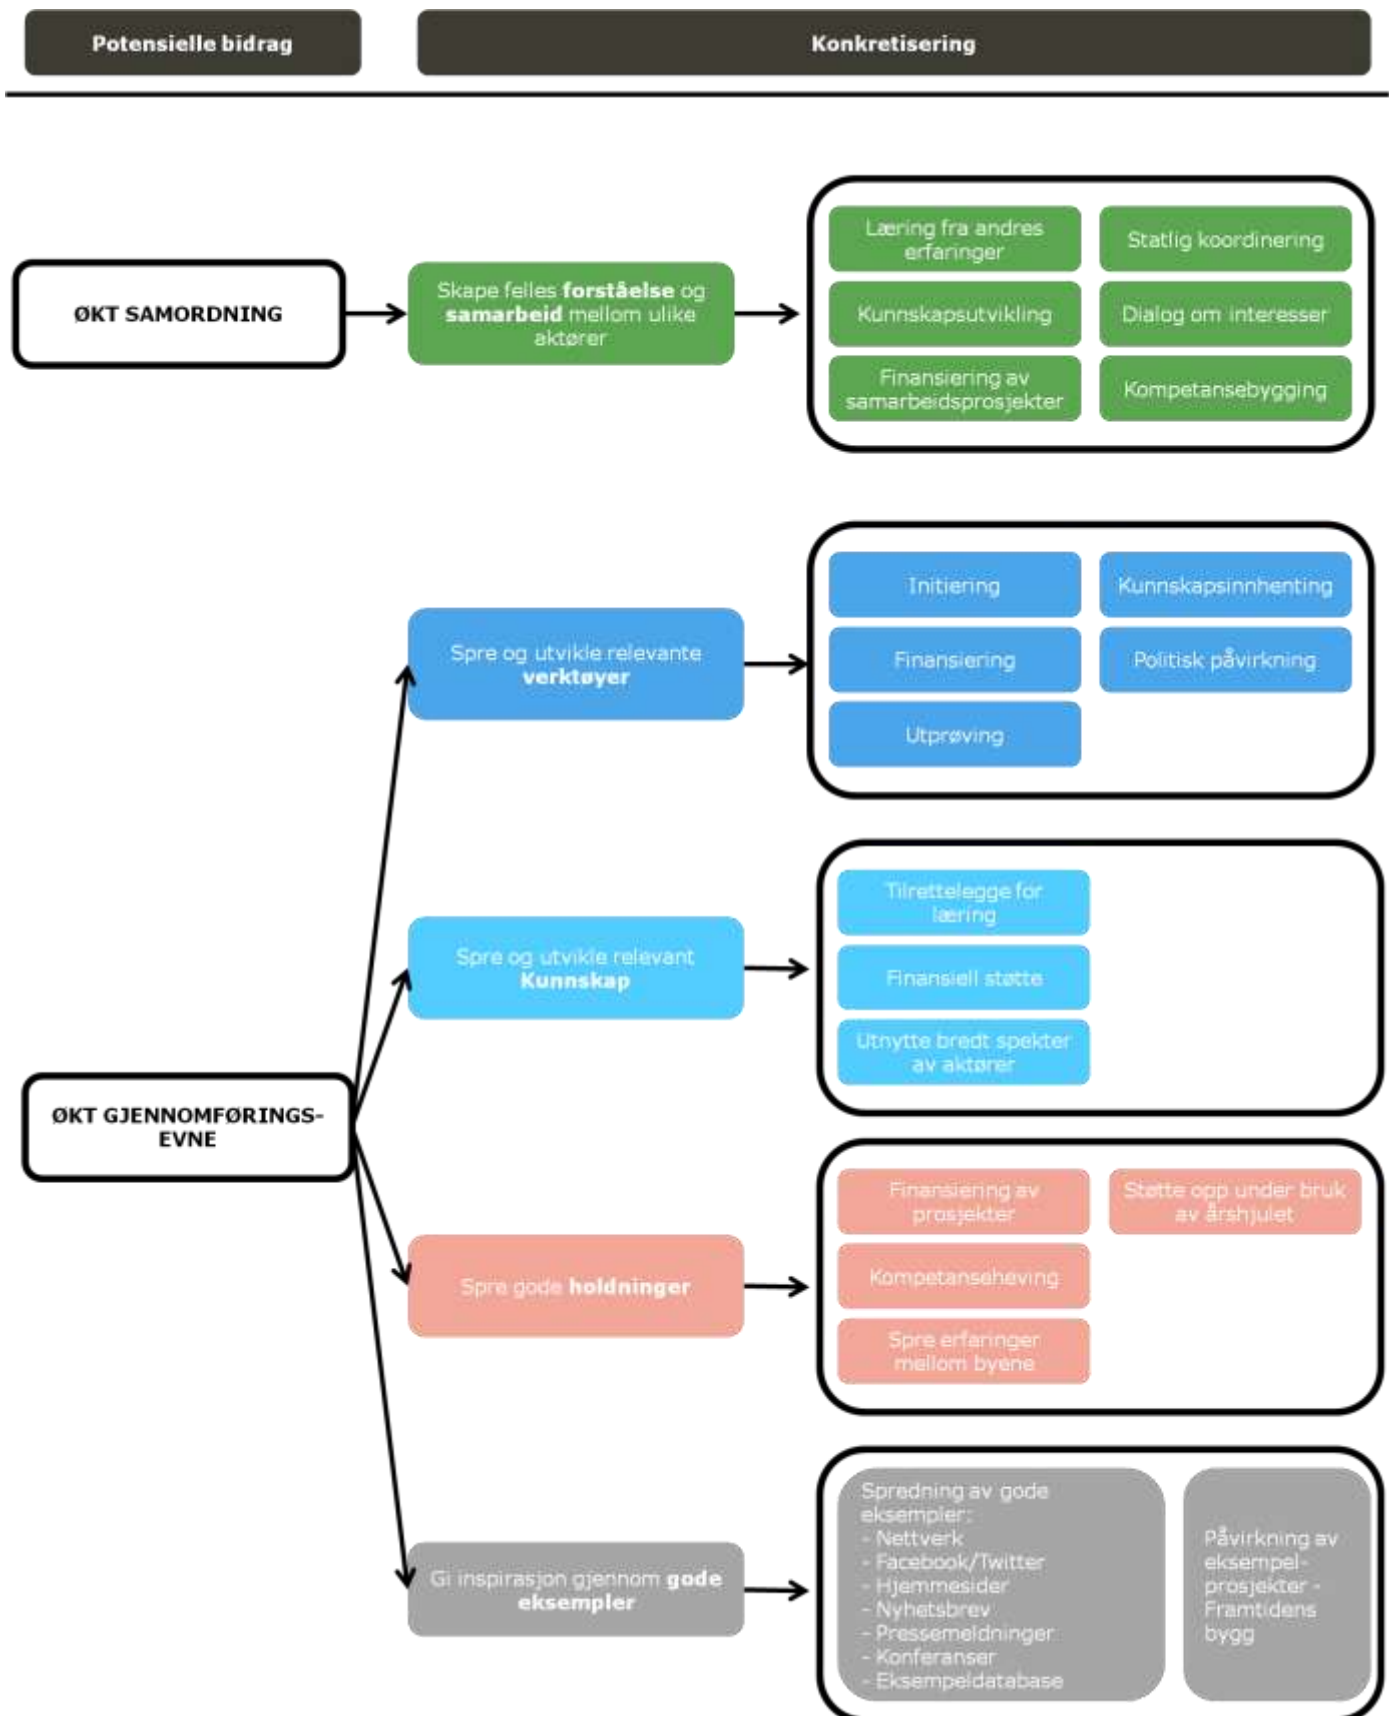 Potensielle bidrag
Konkretisering
ØKT SAMORDNING
Skape felles forståelse og
samarbeid mellom ulike
aktører
Læring fra andres
erfaringer
Statlig koordinering
Kunnskapsutvikling
Dialog om interesser
Finansiering av
samarbeidsprosjekter
Kompetansebygging
Spre og utvikle relevante
verktøyer
Initiering
Kunnskapsinnhenting
Finansiering
Politisk påvirkning
Utprøving
Spre og utvikle relevant
Kunnskap
Tilrettelegge for
læring
Finansiell støtte
Utnytte bredt spekter
av aktører
ØKT GJENNOMFØRINGS-
EVNE
Spre gode holdninger
Finansiering av
prosjekter
Støtte opp under bruk
av årshjulet
Kompetanseheving
Spre erfaringer
mellom byene
Gi inspirasjon gjennom gode
eksempler
Spredning av gode
eksempler:
- Nettverk
- Facebook/Twitter
- Hjemmesider
- Nyhetsbrev
- Pressemeldninger
- Konferanser
- Eksempeldatabase
Påvirkning av
eksempel-
prosjekter -
Framtidens
bygg